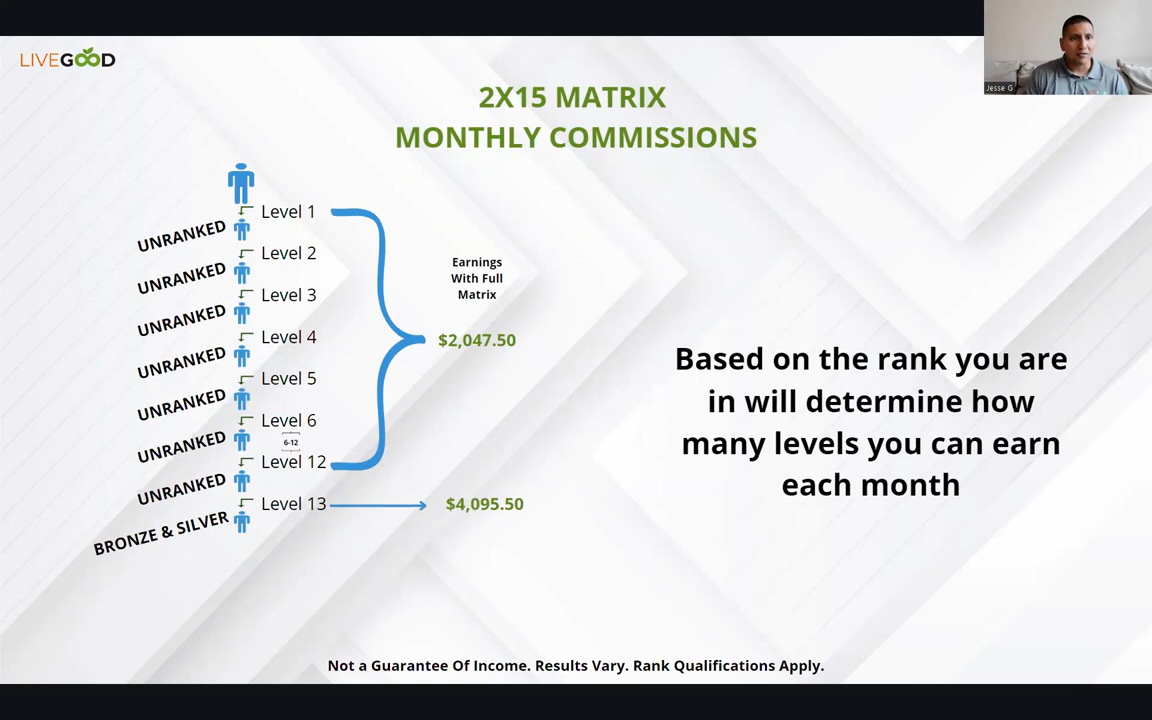 LIVEGOOD
Jesse G
2X15 MATRIX
MONTHLY COMMISSIONS
Level 1
UNRANKED
Level 2
UNRANKED
Level 3
UNRANKED
Level 4
UNRANKED
Level 5
UNRANKED
Level 6
UNRANKED
6-12
Level 12
UNRANKED
Level 13
BRONZE & SILVER
Earnings
With Full
Matrix
$2,047.50
$4,095.50
Based on the rank you are
in will determine how
many levels you can earn
each month
Not a Guarantee Of Income. Results Vary. Rank Qualifications Apply.